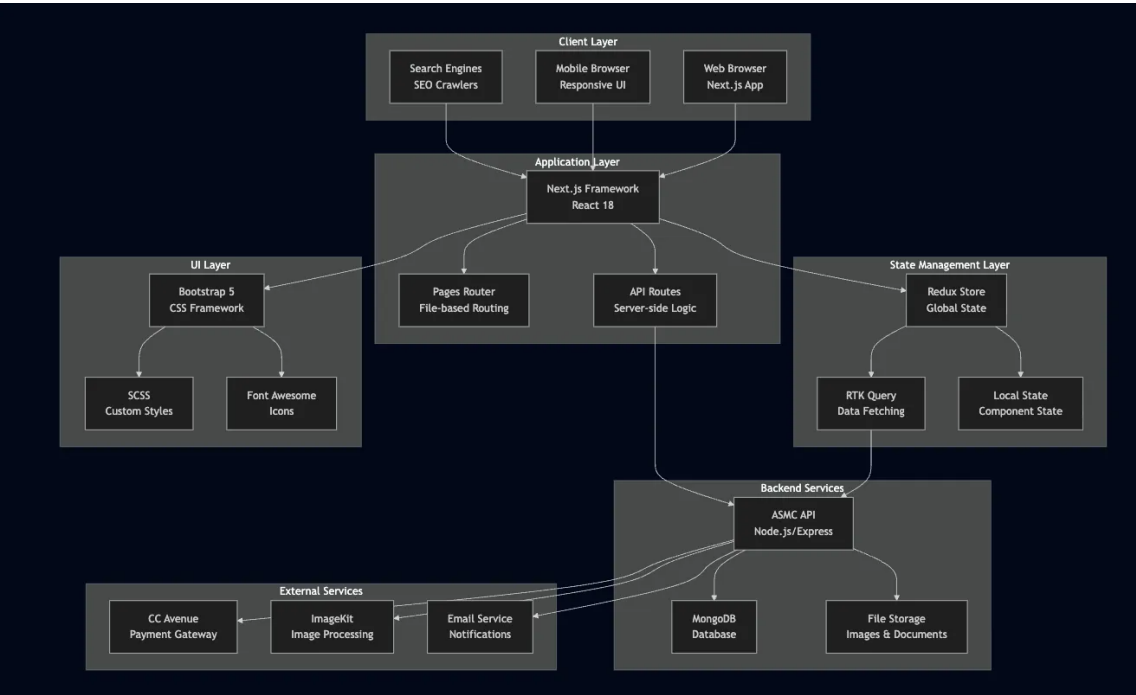 Client Layer
Search Engines
SEO Crawlers
Mobile Browser
Responsive UI
Web Browser
Next.js App
Application Layer
Next.js Framework
React 18
Pages Router
File-based Routing
API Routes
Server-side Logic
UI Layer
Bootstrap 5
CSS Framework
SCSS
Custom Styles
Font Awesome
Icons
State Management Layer
Redux Store
Global State
RTK Query
Data Fetching
Local State
Component State
Backend Services
ASMC API
Node.js/Express
MongoDB
Database
File Storage
Images & Documents
External Services
CC Avenue
Payment Gateway
ImageKit
Image Processing
Email Service
Notifications